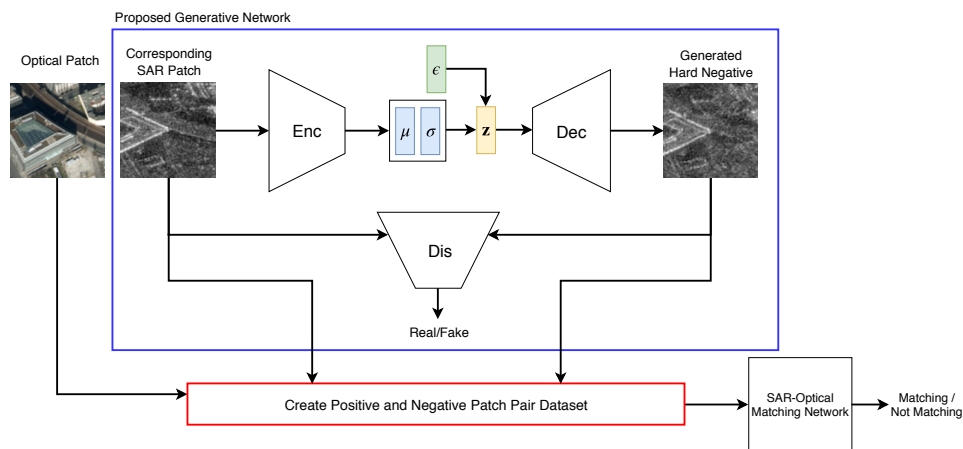 Proposed Generative Network
Optical Patch
Corresponding
SAR Patch
Generated
Hard Negative
ϵ
Enc
μ
σ
z
Dec
Dis
Real/Fake
Create Positive and Negative Patch Pair Dataset
SAR-Optical
Matching Network
Matching /
Not Matching